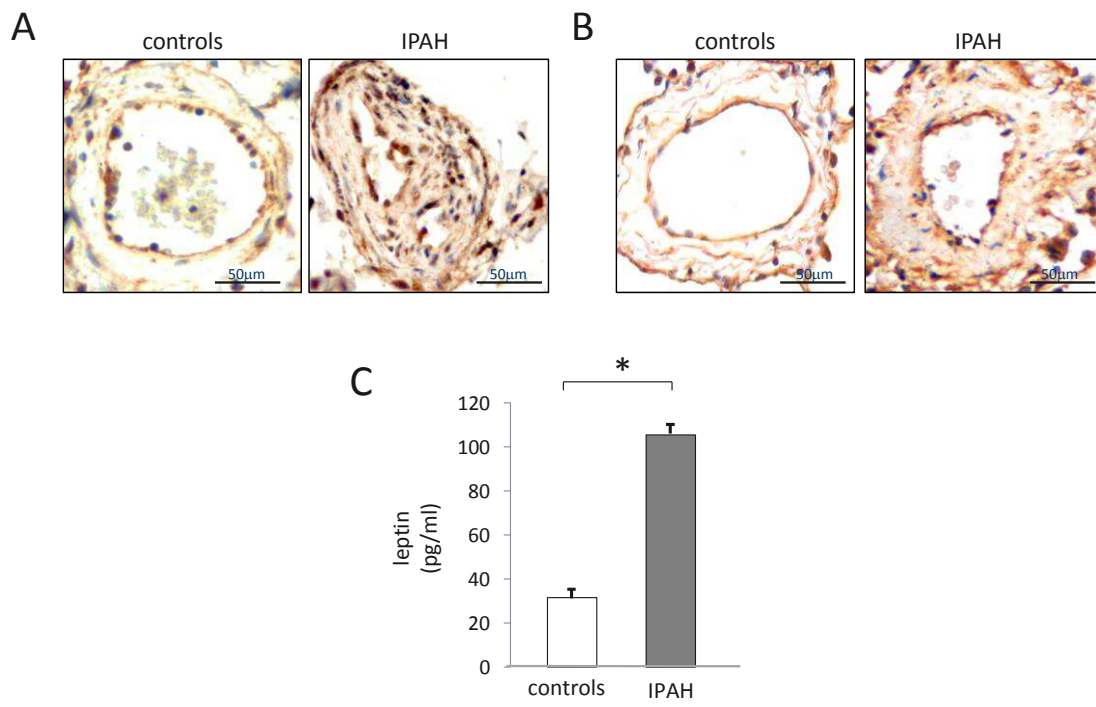 A
controls
IPAH
50µm
50µm
B
controls
IPAH
50µm
50µm
C
*
120
100
80
60
40
20
0
leptin
(pg/ml)
controls
IPAH